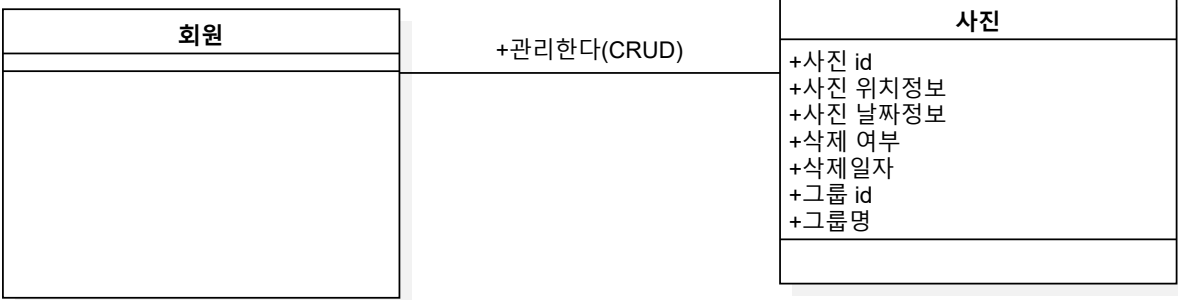 회원
+관리한다(CRUD)
사진
+사진 id
+사진 위치정보
+사진 날짜정보
+삭제 여부
+삭제일자
+그룹 id
+그룹명